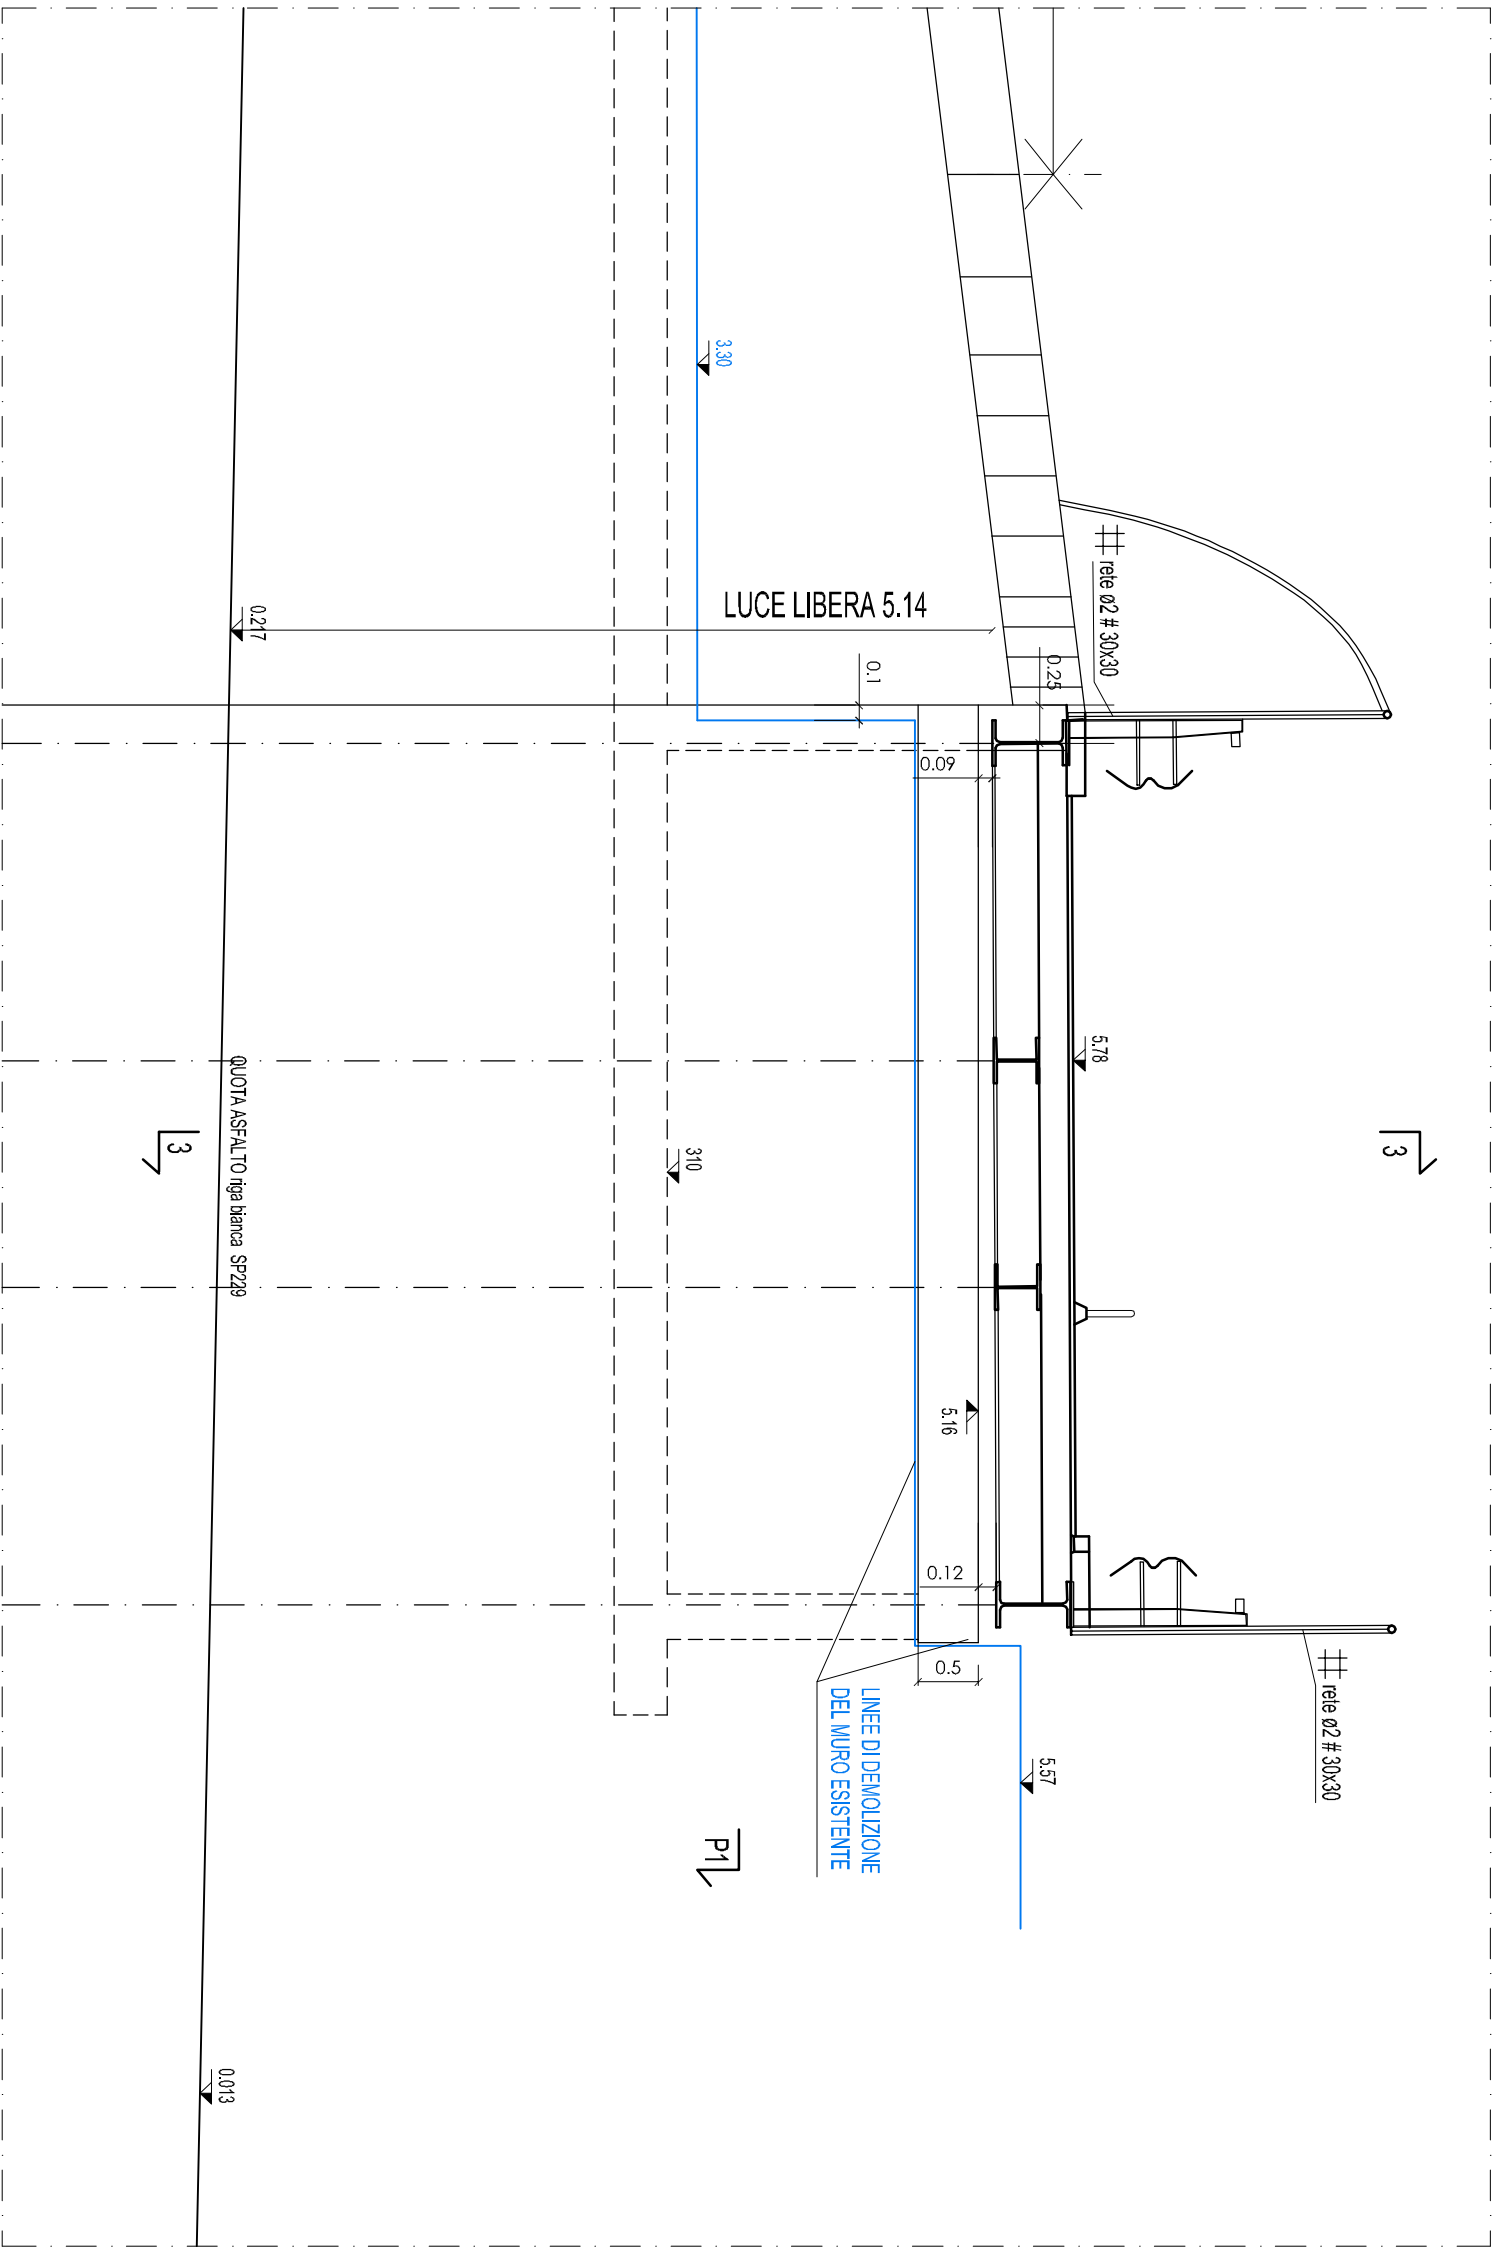 rete ø2 # 30x30
rete ø2 # 30x30
3
5.78
0.25
5.57
LUCE LIBERA 5.14
0.09
5.16
0.12
0.5
0.1
LINEE DI DEMOLIZIONE
DEL MURO ESISTENTE
3.30
310
P1
0.217
QUOTA ASFALTO riga bianca SP229
0.013
3